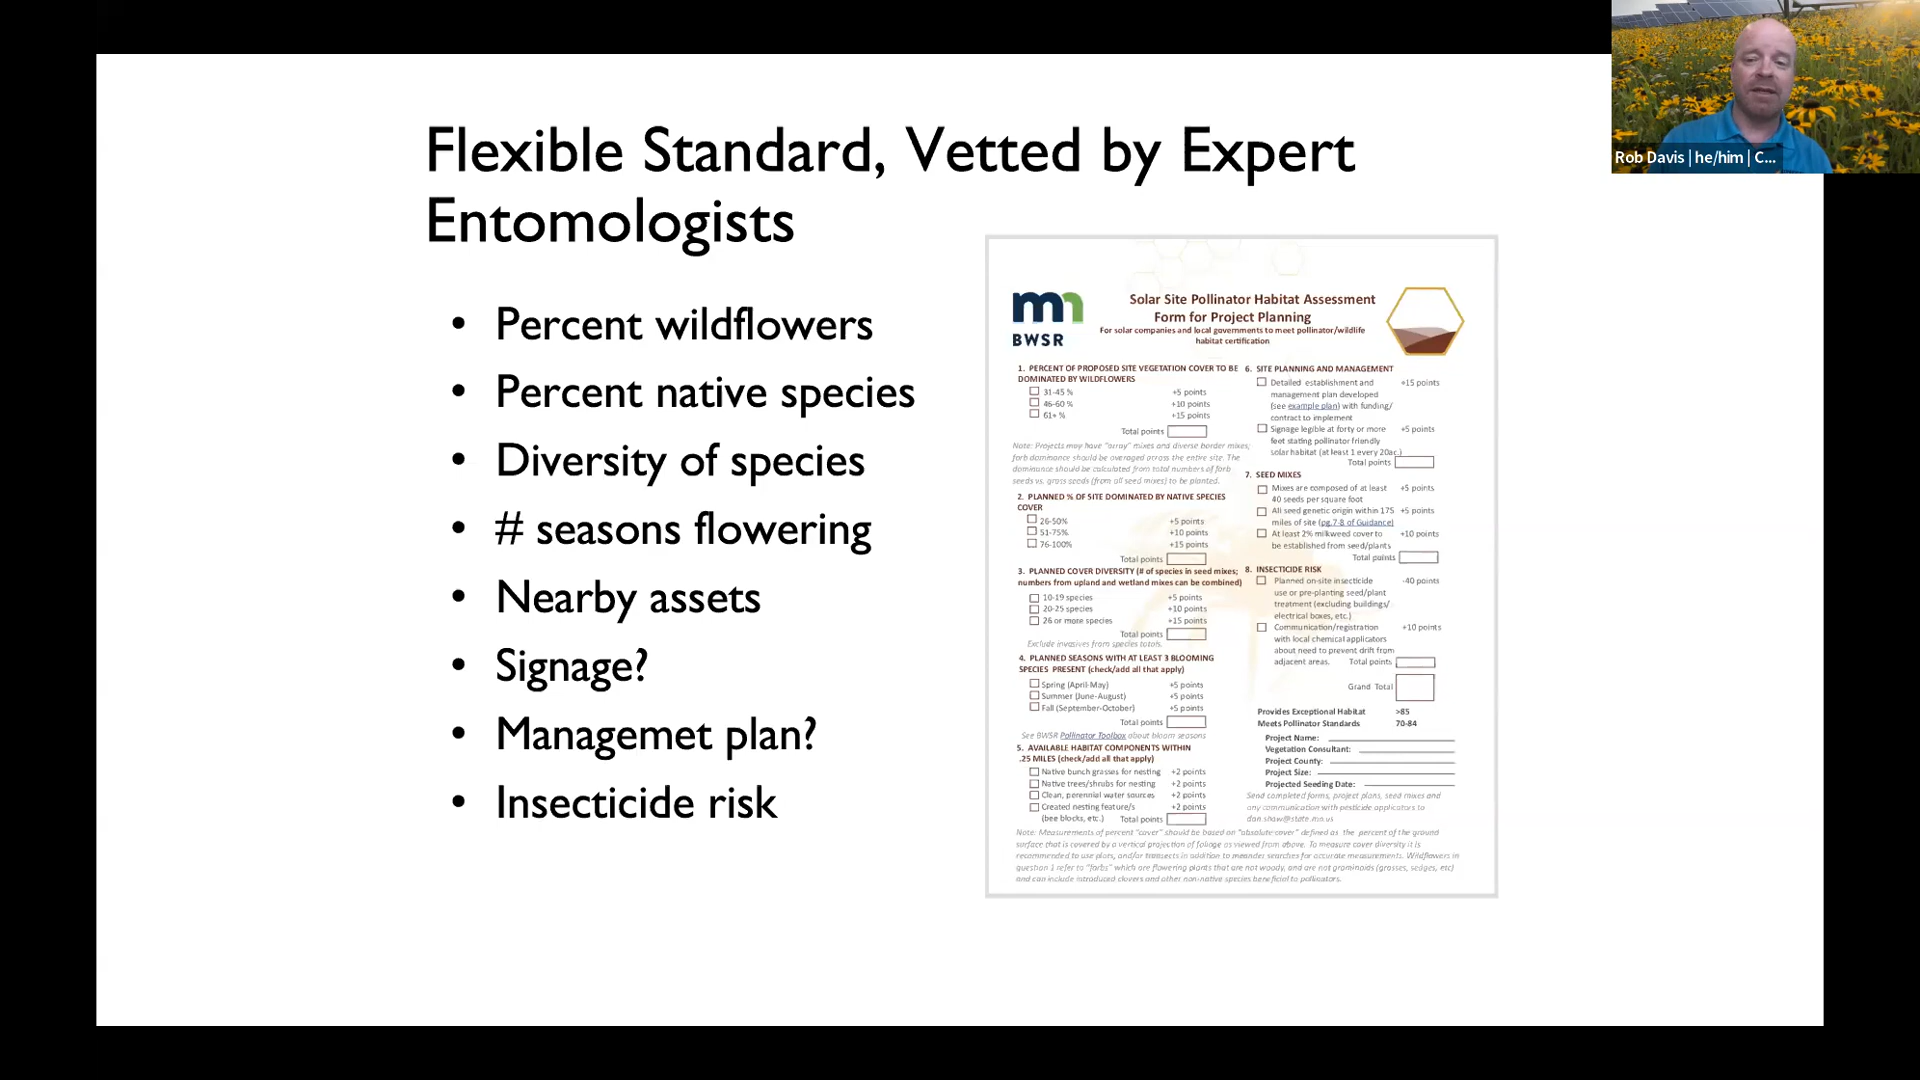 Rob Davis | he/him | C...
Flexible Standard, Vetted by Expert
Entomologists
• Percent wildflowers
• Percent native species
• Diversity of species
• # seasons flowering
• Nearby assets
• Signage?
• Managemet plan?
• Insecticide risk
mn
BWSR
Solar Site Pollinator Habitat Assessment
Form for Project Planning
For solar companies and local governments to meet pollinator/wildlife
habitat certification
1. PERCENT OF PROPOSED SITE VEGETATION COVER TO BE
DOMINATED BY WILDFLOWERS
31-45 % +5 points
46-60 % +10 points
61+ % +15 points
Total points
Note: Projects may have "array" mixes and diverse border mixes;
forb dominance should be averaged across the entire site. The
dominance should be calculated from total numbers of forb
seeds vs. grass seeds (from all seed mixes) to be planted.
2. PLANNED % OF SITE DOMINATED BY NATIVE SPECIES
COVER
26-50% +5 points
51-75% +10 points
76-100% +15 points
Total points
3. PLANNED COVER DIVERSITY (# of species in seed mixes;
numbers from upland and wetland mixes can be combined)
10-19 species +5 points
20-25 species +10 points
26 or more species +15 points
Total points
Exclude invasives from species totals.
4. PLANNED SEASONS WITH AT LEAST 3 BLOOMING
SPECIES PRESENT (check/add all that apply)
Spring (April-May) +5 points
Summer (June-August) +5 points
Fall (September-October) +5 points
Total points
See BWSR Pollinator Toolbox about bloom seasons
5. AVAILABLE HABITAT COMPONENTS WITHIN
.25 MILES (check/add all that apply)
Native bunch grasses for nesting +2 points
Native trees/shrubs for nesting +2 points
Clean, perennial water sources +2 points
Created nesting feature/s +2 points
(bee blocks, etc.) Total points
6. SITE PLANNING AND MANAGEMENT
Detailed establishment and +15 points
management plan developed
(see example plan) with funding/
contract to implement
Signage legible at forty or more +5 points
feet stating pollinator friendly
solar habitat (at least 1 every 20ac.)
Total points
7. SEED MIXES
Mixes are composed of at least +5 points
40 seeds per square foot
All seed genetic origin within 175 +5 points
miles of site (pg.7-8 of Guidance)
At least 2% milkweed cover to +10 points
be established from seed/plants
Total points
8. INSECTICIDE RISK
Planned on-site insecticide -40 points
use or pre-planting seed/plant
treatment (excluding buildings/
electrical boxes, etc.)
Communication/registration +10 points
with local chemical applicators
about need to prevent drift from
adjacent areas. Total points
Grand Total
Provides Exceptional Habitat >85
Meets Pollinator Standards 70-84
Project Name:
Vegetation Consultant:
Project County:
Project Size:
Projected Seeding Date:
Send completed forms, project plans, seed mixes and
any communication with pesticide applicators to
dan.shaw@state.mn.us
Note: Measurements of percent "cover" should be based on "absolute cover" defined as the percent of the ground
surface that is covered by a vertical projection of foliage as viewed from above. To measure cover diversity it is
recommended to use plots, and/or transects in addition to meander searches for accurate measurements. Wildflowers in
question 1 refer to "forbs" which are flowering plants that are not woody, and are not graminoids (grasses, sedges, etc)
and can include introduced clovers and other non-native species beneficial to pollinators.